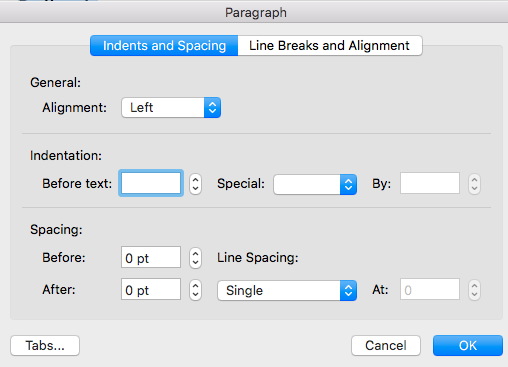 Paragraph
Indents and Spacing Line Breaks and Alignment
General:
Alignment: Left
Indentation:
Before text: Special: By:
Spacing:
Before: 0 pt Line Spacing:
After: 0 pt Single At: 0
Tabs... Cancel OK